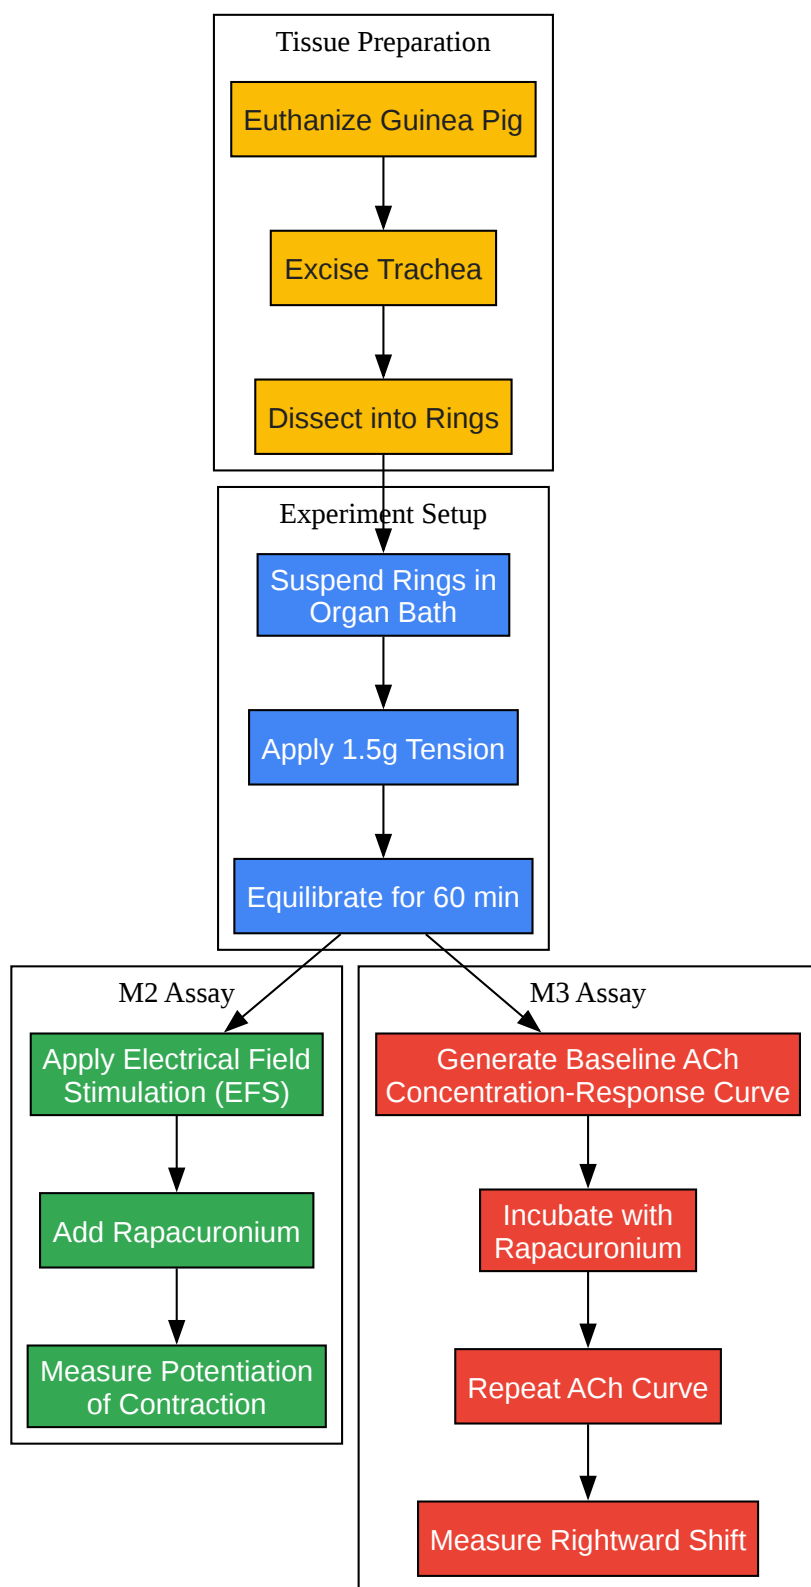 Tissue Preparation
Euthanize Guinea Pig
Excise Trachea
Dissect into Rings
Experiment Setup
Suspend Rings in
Organ Bath
Apply 1.5g Tension
Equilibrate for 60 min
M2 Assay
Apply Electrical Field
Stimulation (EFS)
Add Rapacuronium
Measure Potentiation
of Contraction
M3 Assay
Generate Baseline ACh
Concentration-Response Curve
Incubate with
Rapacuronium
Repeat ACh Curve
Measure Rightward Shift